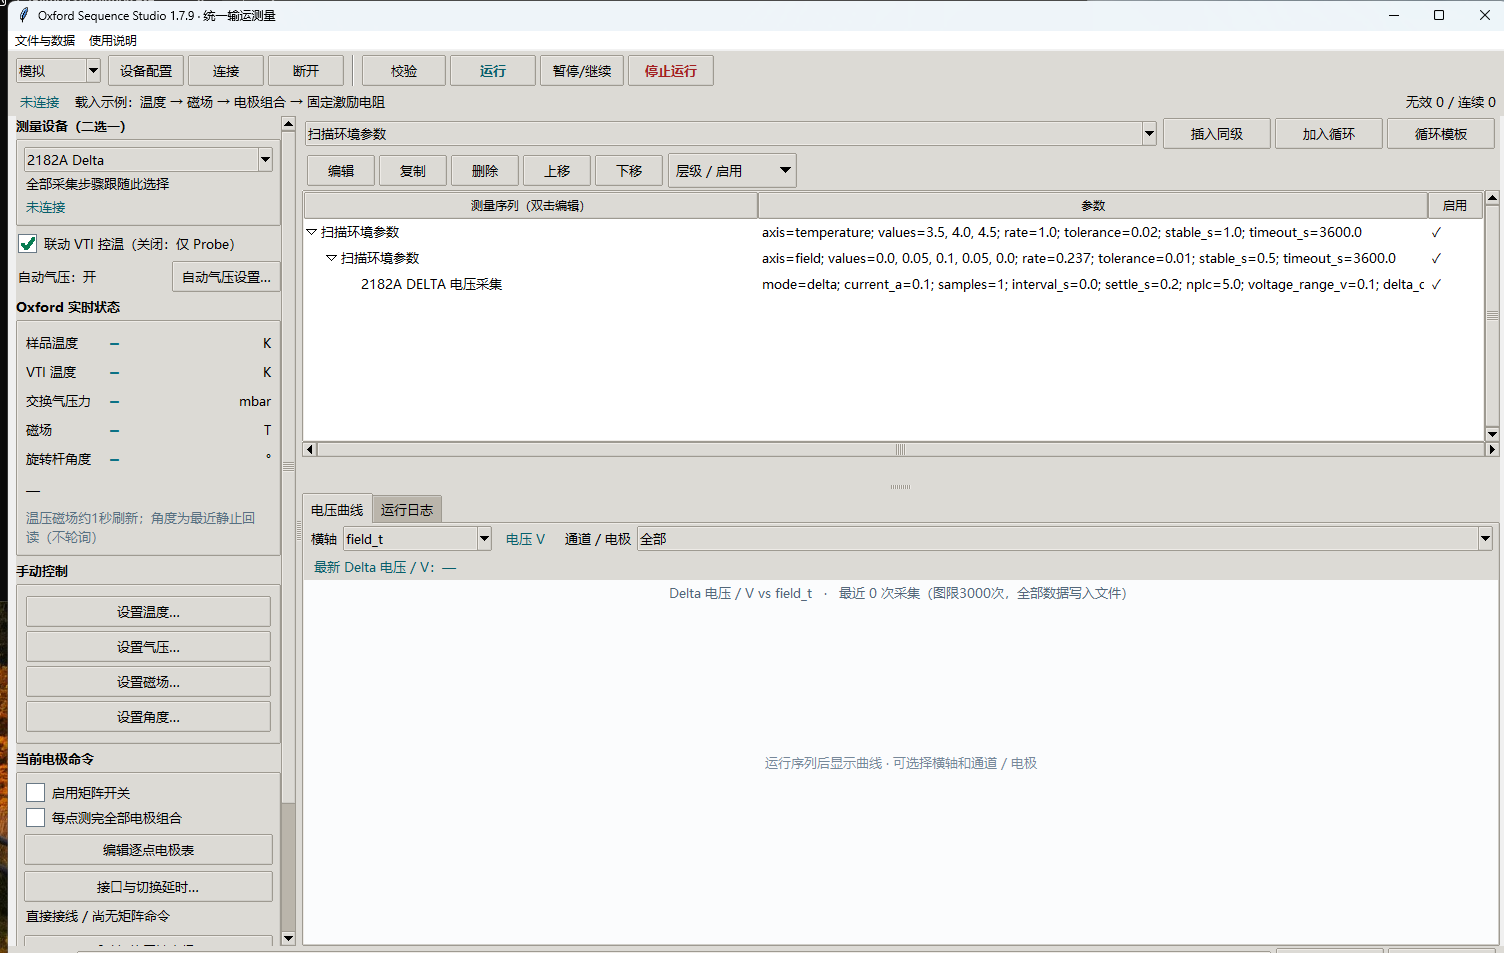 Oxford Sequence Studio 1.7.9 · 统一输运测量
文件与数据 使用说明
模拟 设备配置 连接 断开 校验 运行 暂停/继续 停止运行
未连接 载入示例：温度 → 磁场 → 电极组合 → 固定激励电阻 无效 0 / 连续 0
测量设备（二选一）
2182A Delta
全部采集步骤跟随此选择
未连接
联动 VTI 控温（关闭：仅 Probe）
自动气压：开 自动气压设置...
Oxford 实时状态
样品温度 — K
VTI 温度 — K
交换气压力 — mbar
磁场 — T
旋转杆角度 — °
—
温压磁场约1秒刷新；角度为最近静止回
读（不轮询）
手动控制
设置温度...
设置气压...
设置磁场...
设置角度...
当前电极命令
启用矩阵开关
每点测完全部电极组合
编辑逐点电极表
接口与切换延时...
直接接线 / 尚无矩阵命令
扫描环境参数 插入同级 加入循环 循环模板
编辑 复制 删除 上移 下移 层级 / 启用
测量序列（双击编辑） 参数 启用
扫描环境参数 axis=temperature; values=3.5, 4.0, 4.5; rate=1.0; tolerance=0.02; stable_s=1.0; timeout_s=3600.0 ✓
扫描环境参数 axis=field; values=0.0, 0.05, 0.1, 0.05, 0.0; rate=0.237; tolerance=0.01; stable_s=0.5; timeout_s=3600.0 ✓
2182A DELTA 电压采集 mode=delta; current_a=0.1; samples=1; interval_s=0.0; settle_s=0.2; nplc=5.0; voltage_range_v=0.1; delta_c ✓
电压曲线 运行日志
横轴 field_t 电压 V 通道 / 电极 全部
最新 Delta 电压 / V：—
Delta 电压 / V vs field_t · 最近 0 次采集（图限3000次，全部数据写入文件）
运行序列后显示曲线 · 可选择横轴和通道 / 电极